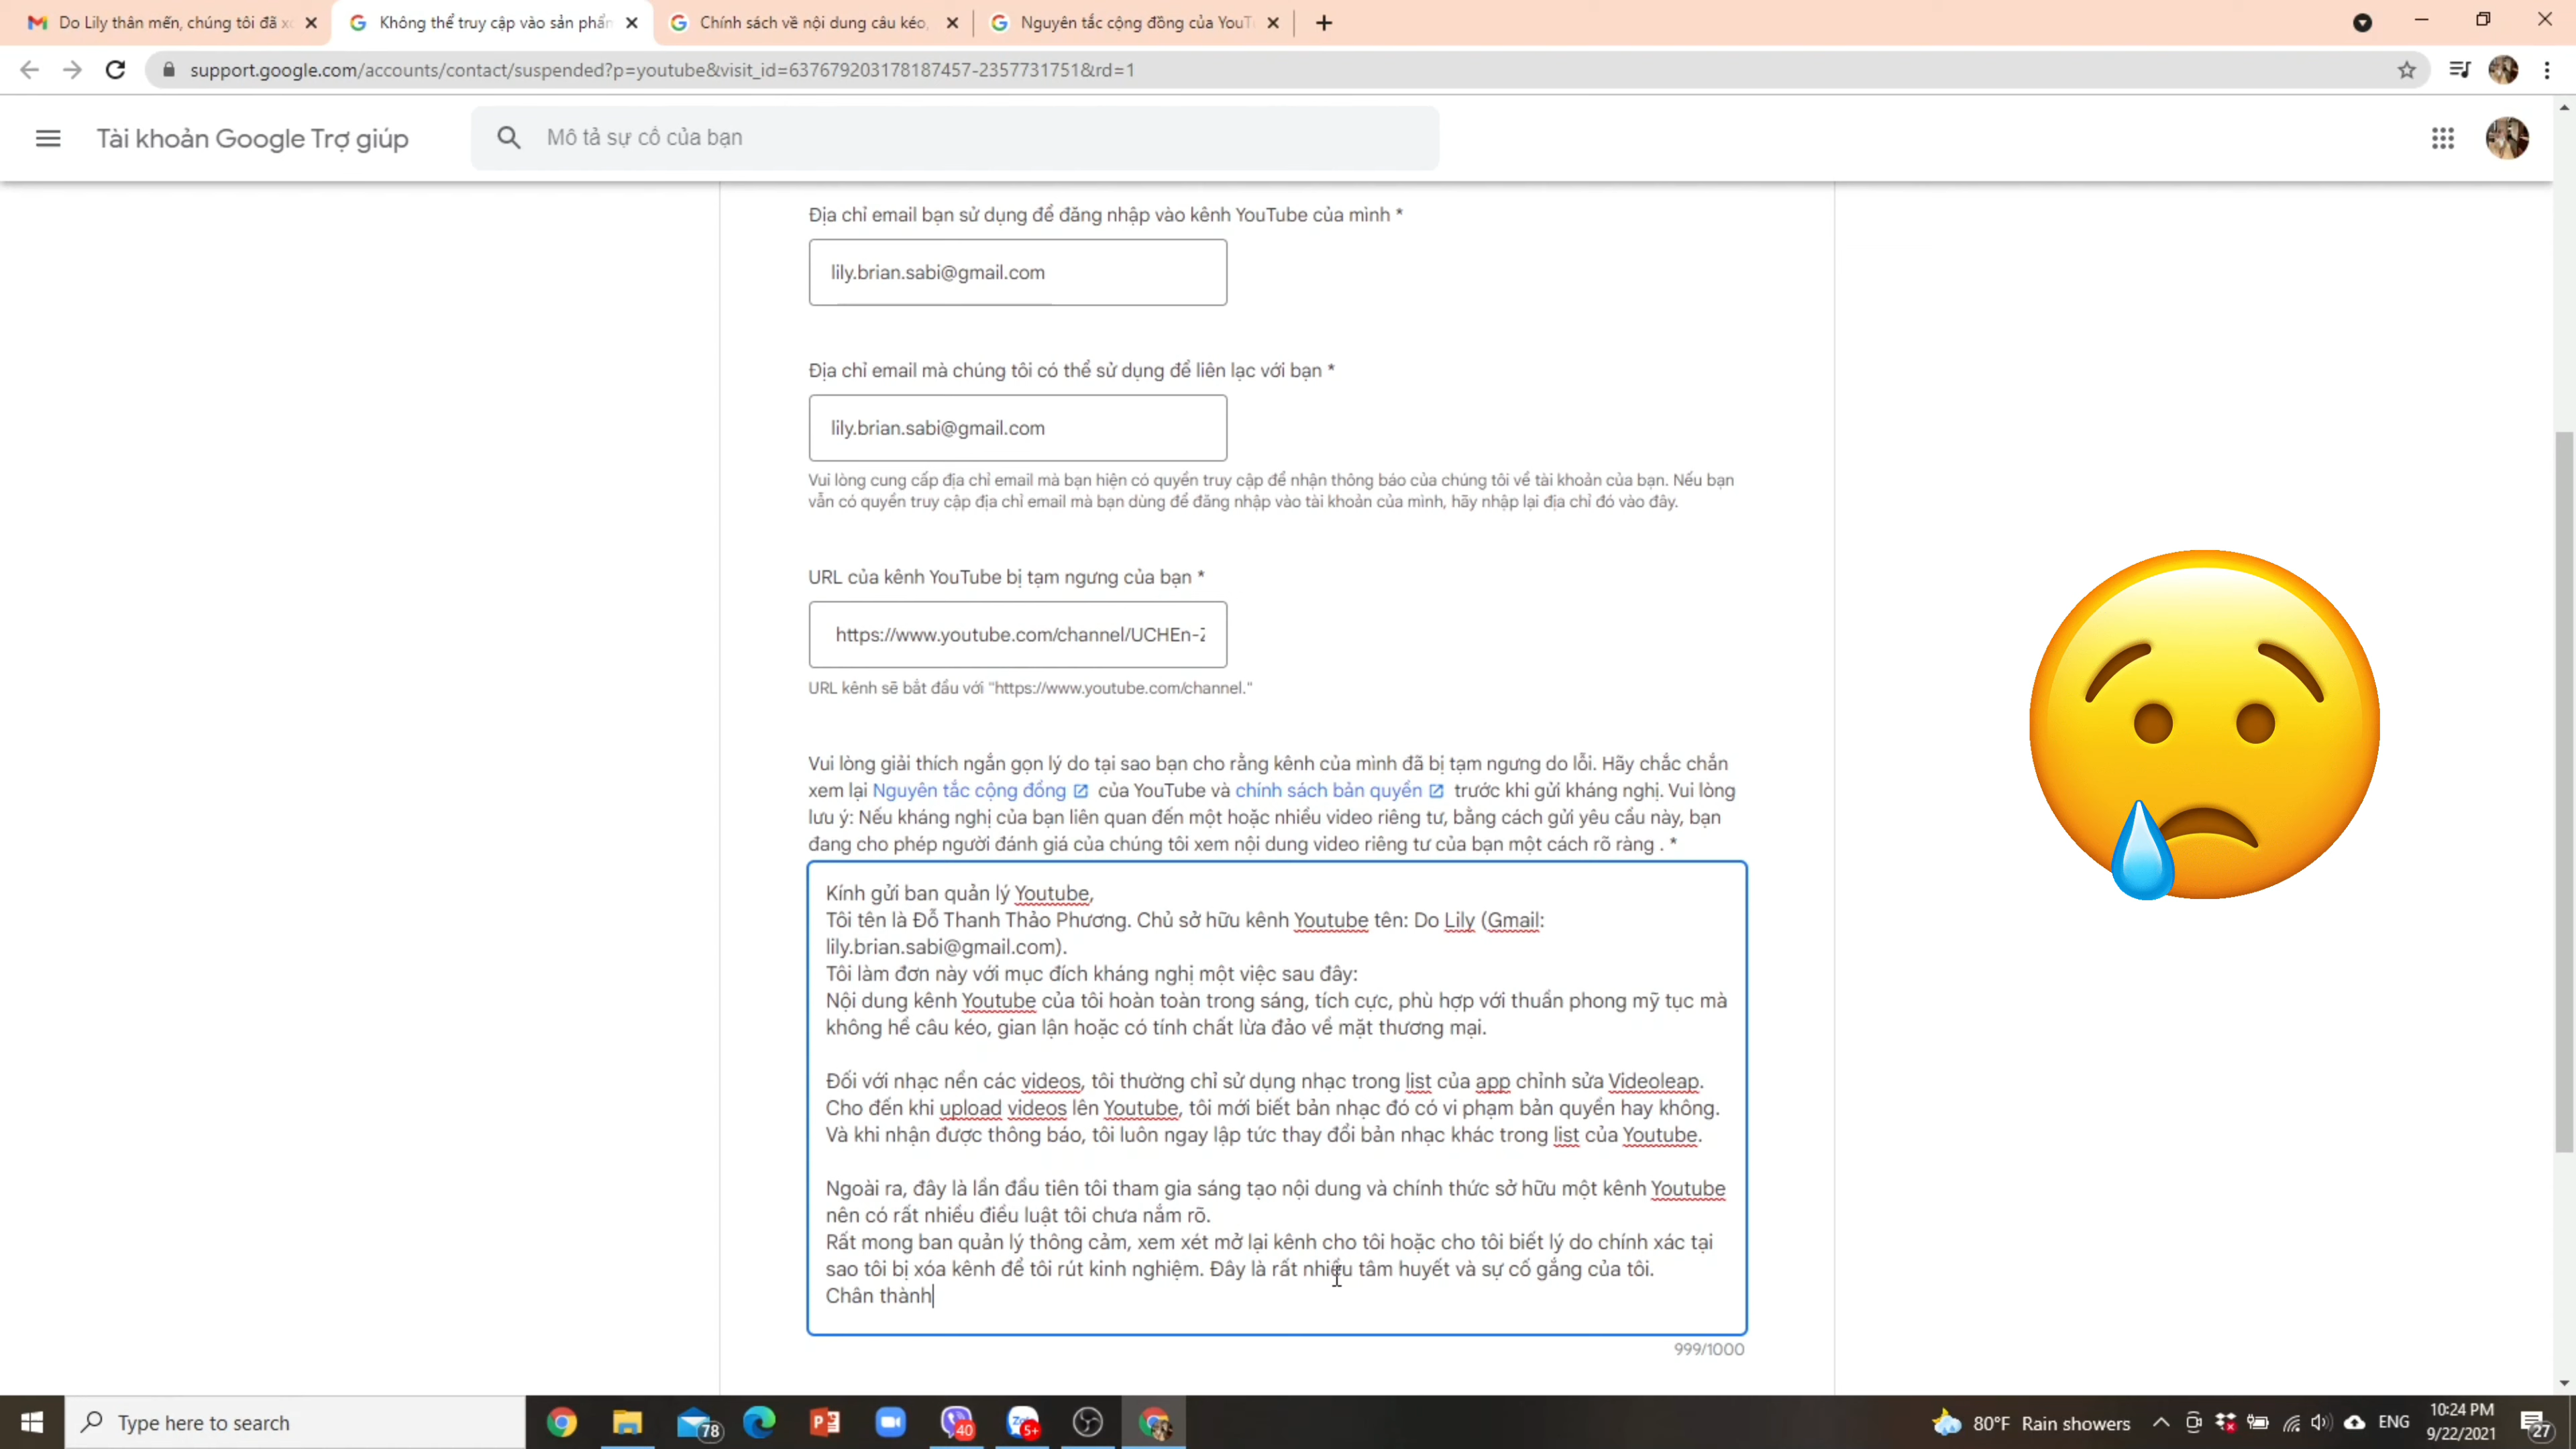 Do Lily thân mến, chúng tôi đã xó
Không thể truy cập vào sản phẩm
Chính sách về nội dung câu kéo,
Nguyên tắc cộng đồng của YouTu
support.google.com/accounts/contact/suspended?p=youtube&visit_id=637679203178187457-2357731751&rd=1
Tài khoản Google Trợ giúp
Mô tả sự cố của bạn
Địa chỉ email bạn sử dụng để đăng nhập vào kênh YouTube của mình *
lily.brian.sabi@gmail.com
Địa chỉ email mà chúng tôi có thể sử dụng để liên lạc với bạn *
lily.brian.sabi@gmail.com
Vui lòng cung cấp địa chỉ email mà bạn hiện có quyền truy cập để nhận thông báo của chúng tôi về tài khoản của bạn. Nếu bạn
vẫn có quyền truy cập địa chỉ email mà bạn dùng để đăng nhập vào tài khoản của mình, hãy nhập lại địa chỉ đó vào đây.
URL của kênh YouTube bị tạm ngưng của bạn *
https://www.youtube.com/channel/UCHEn-
URL kênh sẽ bắt đầu với "https://www.youtube.com/channel."
Vui lòng giải thích ngắn gọn lý do tại sao bạn cho rằng kênh của mình đã bị tạm ngưng do lỗi. Hãy chắc chắn
xem lại Nguyên tắc cộng đồng của YouTube và chính sách bản quyền trước khi gửi kháng nghị. Vui lòng
lưu ý: Nếu kháng nghị của bạn liên quan đến một hoặc nhiều video riêng tư, bằng cách gửi yêu cầu này, bạn
đang cho phép người đánh giá của chúng tôi xem nội dung video riêng tư của bạn một cách rõ ràng . *
Kính gửi ban quản lý Youtube,
Tôi tên là Đỗ Thanh Thảo Phương. Chủ sở hữu kênh Youtube tên: Do Lily (Gmail:
lily.brian.sabi@gmail.com).
Tôi làm đơn này với mục đích kháng nghị một việc sau đây:
Nội dung kênh Youtube của tôi hoàn toàn trong sáng, tích cực, phù hợp với thuần phong mỹ tục mà
không hề câu kéo, gian lận hoặc có tính chất lừa đảo về mặt thương mại.
Đối với nhạc nền các videos, tôi thường chỉ sử dụng nhạc trong list của app chỉnh sửa Videoleap.
Cho đến khi upload videos lên Youtube, tôi mới biết bản nhạc đó có vi phạm bản quyền hay không.
Và khi nhận được thông báo, tôi luôn ngay lập tức thay đổi bản nhạc khác trong list của Youtube.
Ngoài ra, đây là lần đầu tiên tôi tham gia sáng tạo nội dung và chính thức sở hữu một kênh Youtube
nên có rất nhiều điều luật tôi chưa nắm rõ.
Rất mong ban quản lý thông cảm, xem xét mở lại kênh cho tôi hoặc cho tôi biết lý do chính xác tại
sao tôi bị xóa kênh để tôi rút kinh nghiệm. Đây là rất nhiều tâm huyết và sự cố gắng của tôi.
Chân thành
999/1000
Type here to search
78
40
5+
80°F Rain showers
ENG
10:24 PM
9/22/2021
27